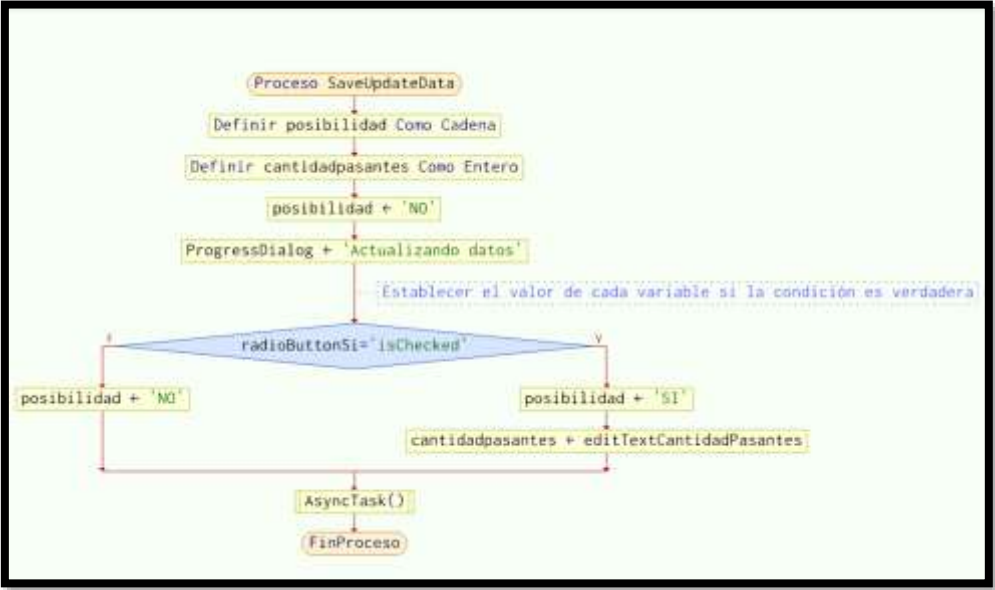 Proceso SaveUpdateData
Definir posibilidad Como Cadena
Definir cantidadpasantes Como Entero
posibilidad ← 'NO'
ProgressDialog ← 'Actualizando datos'
Establecer el valor de cada variable si la condición es verdadera
F
radioButtonSi='isChecked'
V
posibilidad ← 'NO'
posibilidad ← 'SI'
cantidadpasantes ← editTextCantidadPasantes
AsyncTask()
FinProceso